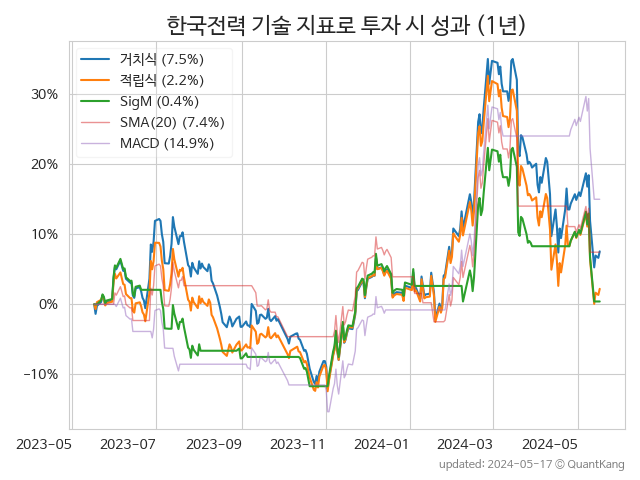 한국전력 기술 지표로 투자 시 성과 (1년)
거치식 (7.5%)
적립식 (2.2%)
SigM (0.4%)
SMA(20) (7.4%)
MACD (14.9%)
30%
20%
10%
0%
−10%
2023-05 2023-07 2023-09 2023-11 2024-01 2024-03 2024-05
updated: 2024-05-17 © QuantKang